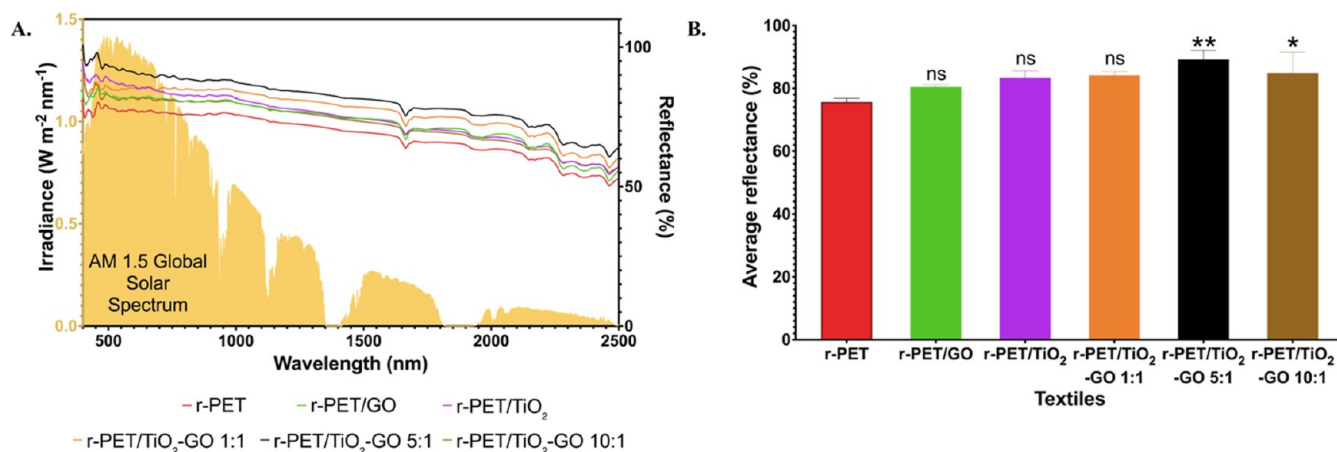 A.
Irradiance (W m⁻² nm⁻¹)
1.5
1.0
0.5
0.0
AM 1.5 Global
Solar
Spectrum
100
50
0
Reflectance
(%)
500 1000 1500 2000 2500
Wavelength (nm)
r-PET r-PET/GO r-PET/TiO₂
r-PET/TiO₂-GO 1:1 r-PET/TiO₂-GO 5:1 r-PET/TiO₂-GO 10:1
B.
Average reflectance (%)
100
80
60
40
20
0
ns ns ns ** *
r-PET r-PET/GO r-PET/TiO₂ r-PET/TiO₂ r-PET/TiO₂ r-PET/TiO₂
-GO 1:1 -GO 5:1 -GO 10:1
Textiles